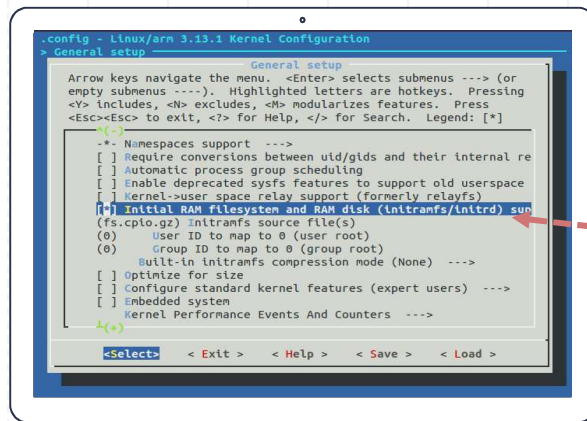 .config - Linux/arm 3.13.1 Kernel Configuration
> General setup
General setup
Arrow keys navigate the menu. <Enter> selects submenus ---> (or
empty submenus ----). Highlighted letters are hotkeys. Pressing
<Y> includes, <N> excludes, <M> modularizes features. Press
<Esc><Esc> to exit, <?> for Help, </> for Search. Legend: [*]
^(-)
-*- Namespaces support --->
[ ] Require conversions between uid/gids and their internal re
[ ] Automatic process group scheduling
[ ] Enable deprecated sysfs features to support old userspace
[ ] Kernel->user space relay support (formerly relayfs)
[*] Initial RAM filesystem and RAM disk (initramfs/initrd) sup
(fs.cpio.gz) Initramfs source file(s)
(0) User ID to map to 0 (user root)
(0) Group ID to map to 0 (group root)
Built-in initramfs compression mode (None) --->
[ ] Optimize for size
[ ] Configure standard kernel features (expert users) --->
[ ] Embedded system
Kernel Performance Events And Counters --->
┴(+)
<Select> < Exit > < Help > < Save > < Load >